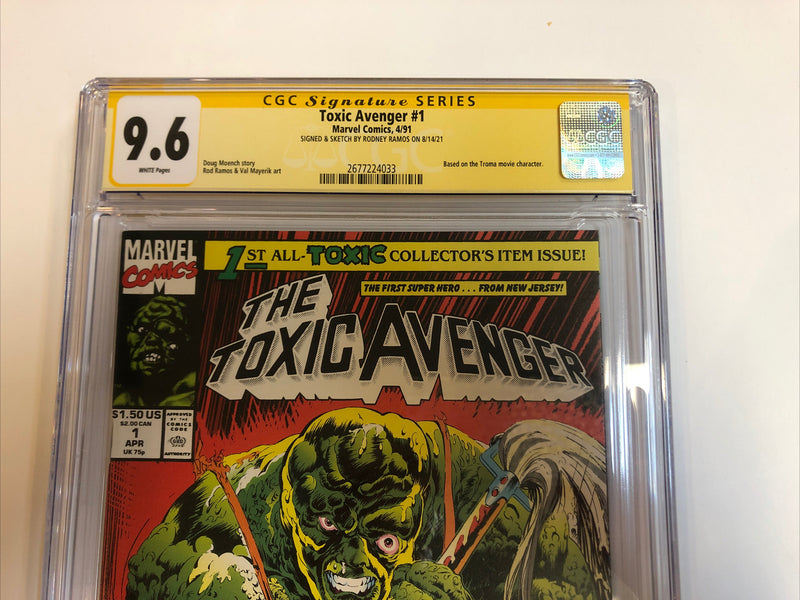 CGC Signature SERIES
Toxic Avenger #1
Marvel Comics, 4/91
SIGNED & SKETCH BY RODNEY RAMOS ON 8/14/21
9.6
WHITE Pages
Doug Moench story
Rod Ramos & Val Mayerik art
2677224033
Based on the Troma movie character.
CGC
MARVEL
COMICS
M
1ST ALL-TOXIC COLLECTOR'S ITEM ISSUE!
THE FIRST SUPER HERO . . . FROM NEW JERSEY!
THE
TOXIC AVENGER
$1.50 US
$2.00 CAN
1
APR
UK 75p
APPROVED
BY THE
COMICS
CODE
AUTHORITY